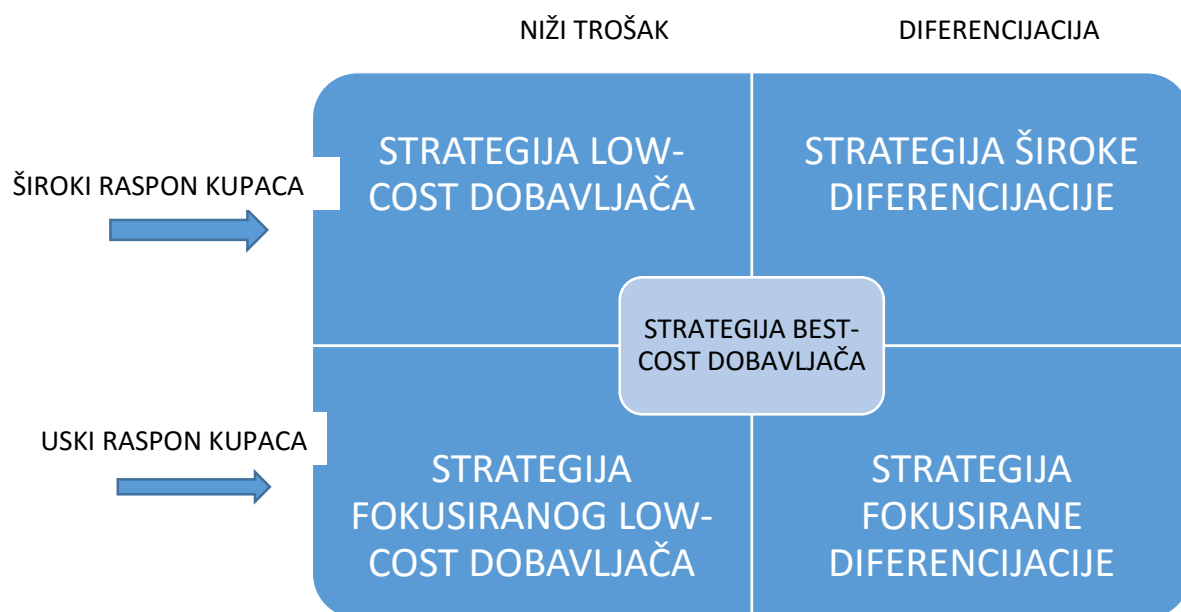 NIŽI TROŠAK
DIFERENCIJACIJA
ŠIROKI RASPON KUPACA
STRATEGIJA LOW-
COST DOBAVLJAČA
STRATEGIJA ŠIROKE
DIFERENCIJACIJE
STRATEGIJA BEST-
COST DOBAVLJAČA
USKI RASPON KUPACA
STRATEGIJA
FOKUSIRANOG LOW-
COST DOBAVLJAČA
STRATEGIJA
FOKUSIRANE
DIFERENCIJACIJE